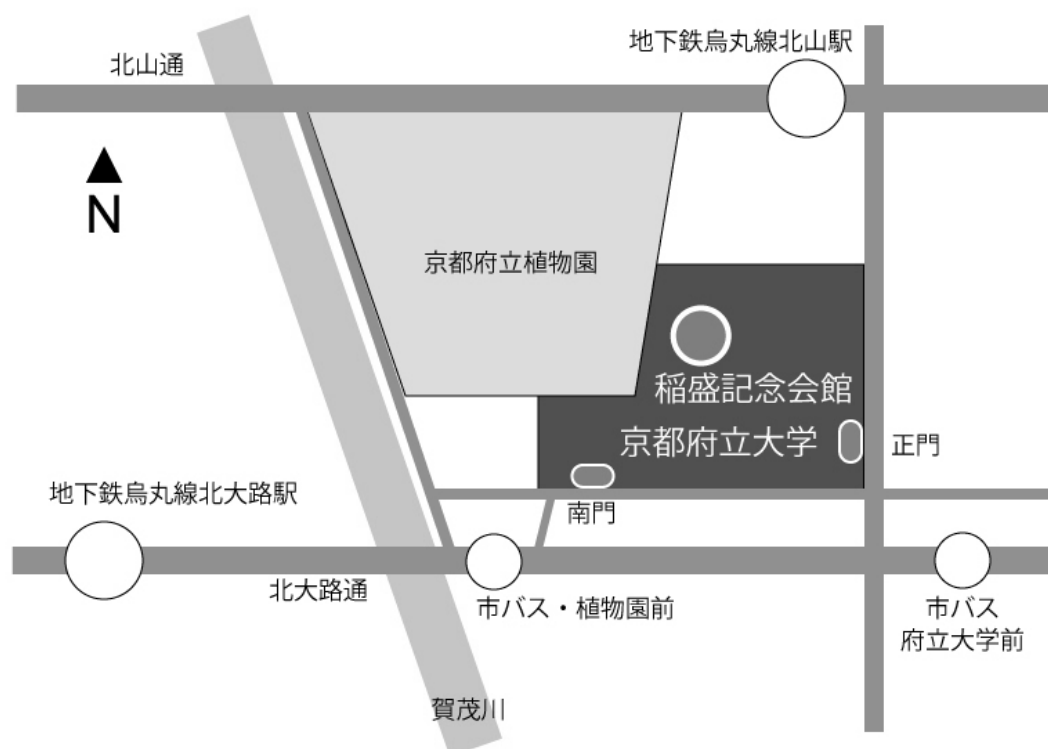 地下鉄烏丸線北山駅
北山通
N
京都府立植物園
稲盛記念会館
京都府立大学
正門
地下鉄烏丸線北大路駅
南門
北大路通
市バス・植物園前
市バス
府立大学前
賀茂川